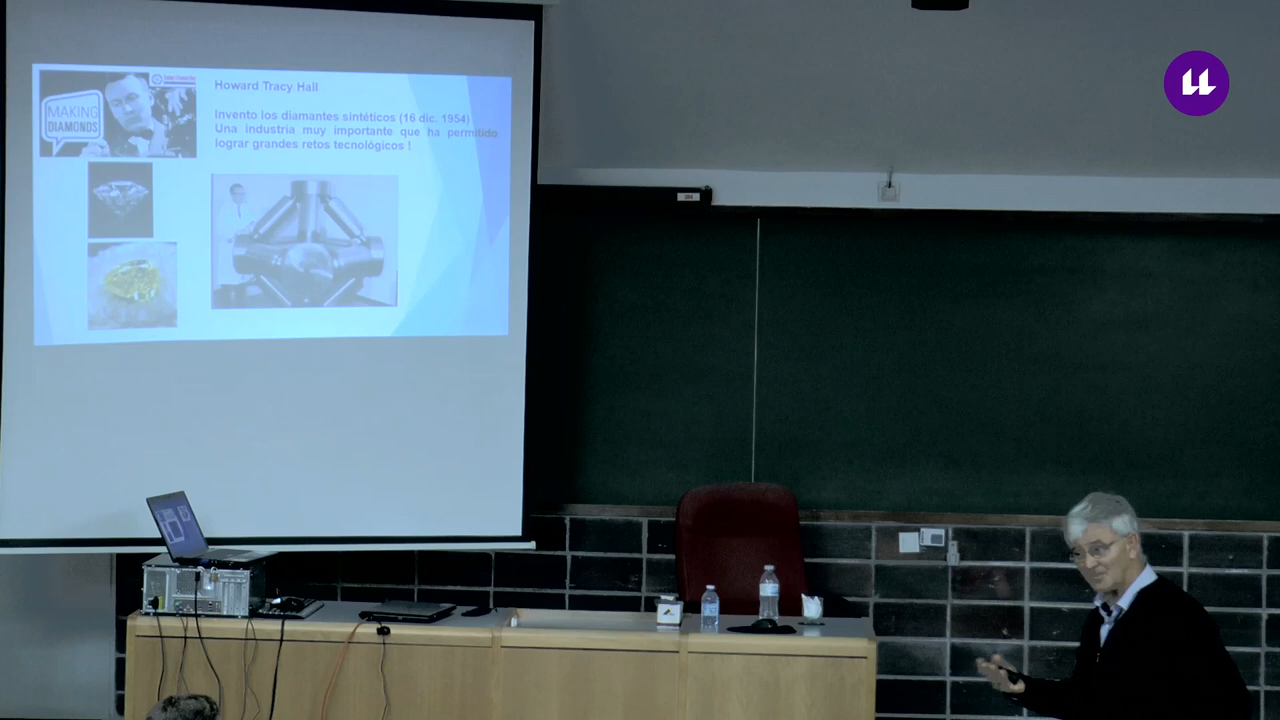 MAKING
DIAMONDS
Howard Tracy Hall
Invento los diamantes sintéticos (16 dic. 1954)
Una industria muy importante que ha permitido
lograr grandes retos tecnológicos !